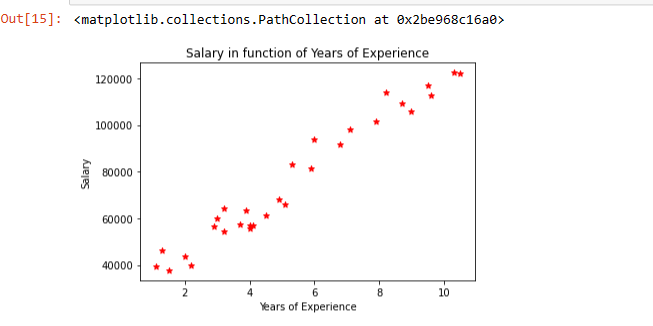 Out[15]: <matplotlib.collections.PathCollection at 0x2be968c16a0>
Salary in function of Years of Experience
120000
100000
80000
60000
40000
Salary
2 4 6 8 10
Years of Experience